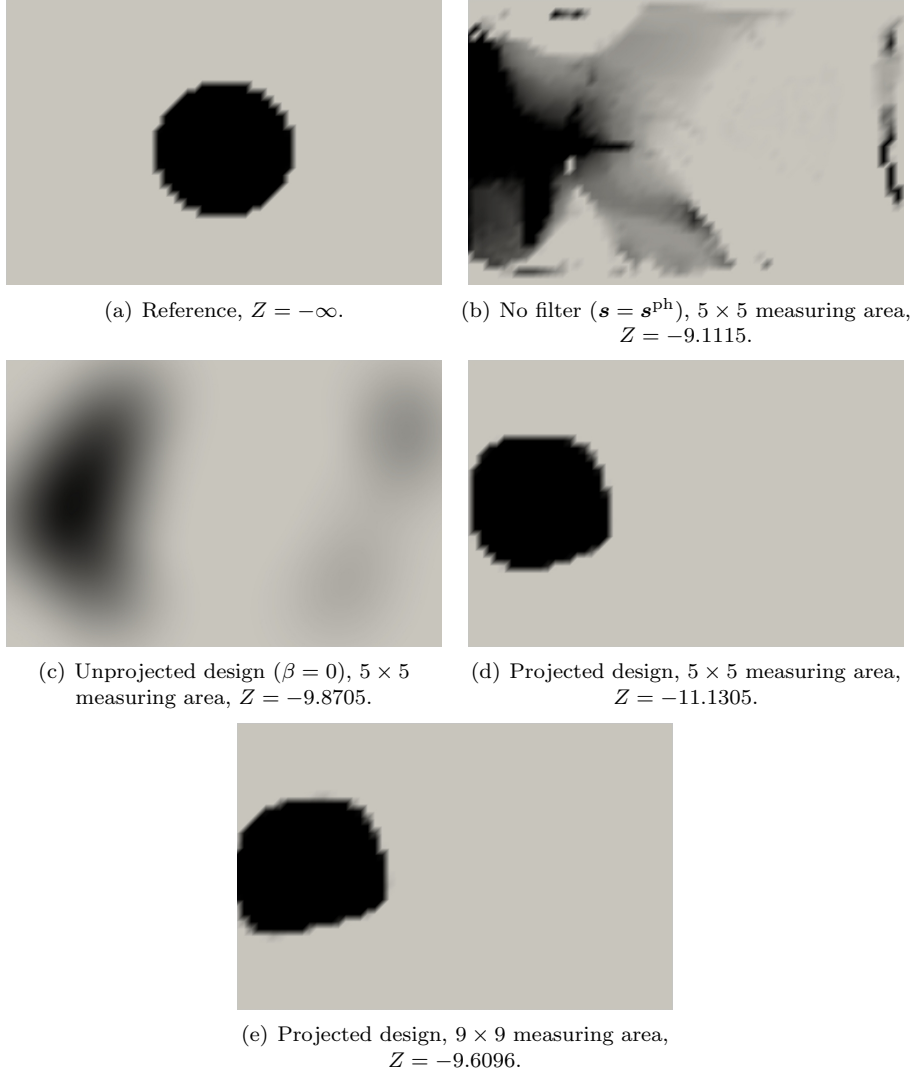 (a) Reference, Z = −∞.
(b) No filter (s = s^ph), 5 × 5 measuring area,
Z = −9.1115.
(c) Unprojected design (β = 0), 5 × 5
measuring area, Z = −9.8705.
(d) Projected design, 5 × 5 measuring area,
Z = −11.1305.
(e) Projected design, 9 × 9 measuring area,
Z = −9.6096.